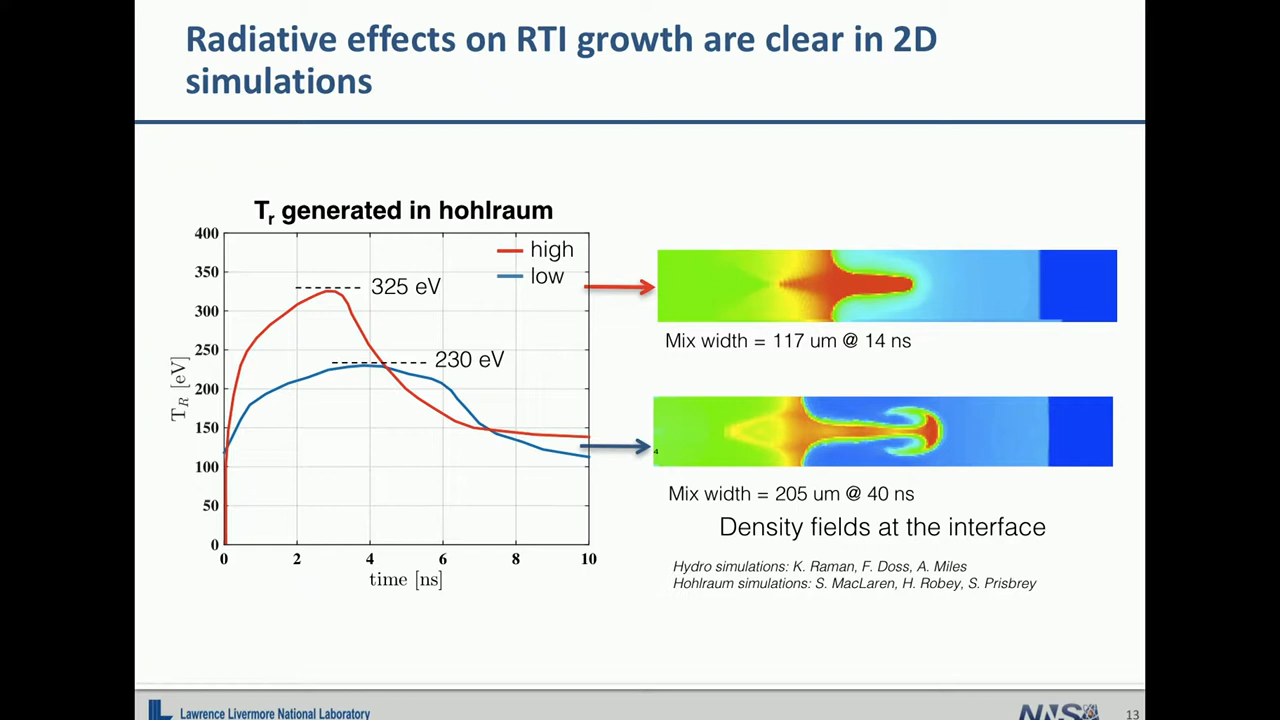 Radiative effects on RTI growth are clear in 2D
simulations
Tr generated in hohlraum
400
350
300
250
200
150
100
50
0
TR [eV]
0 2 4 6 8 10
time [ns]
high
low
325 eV
230 eV
Mix width = 117 um @ 14 ns
4
Mix width = 205 um @ 40 ns
Density fields at the interface
Hydro simulations: K. Raman, F. Doss, A. Miles
Hohlraum simulations: S. MacLaren, H. Robey, S. Prisbrey
Lawrence Livermore National Laboratory
13